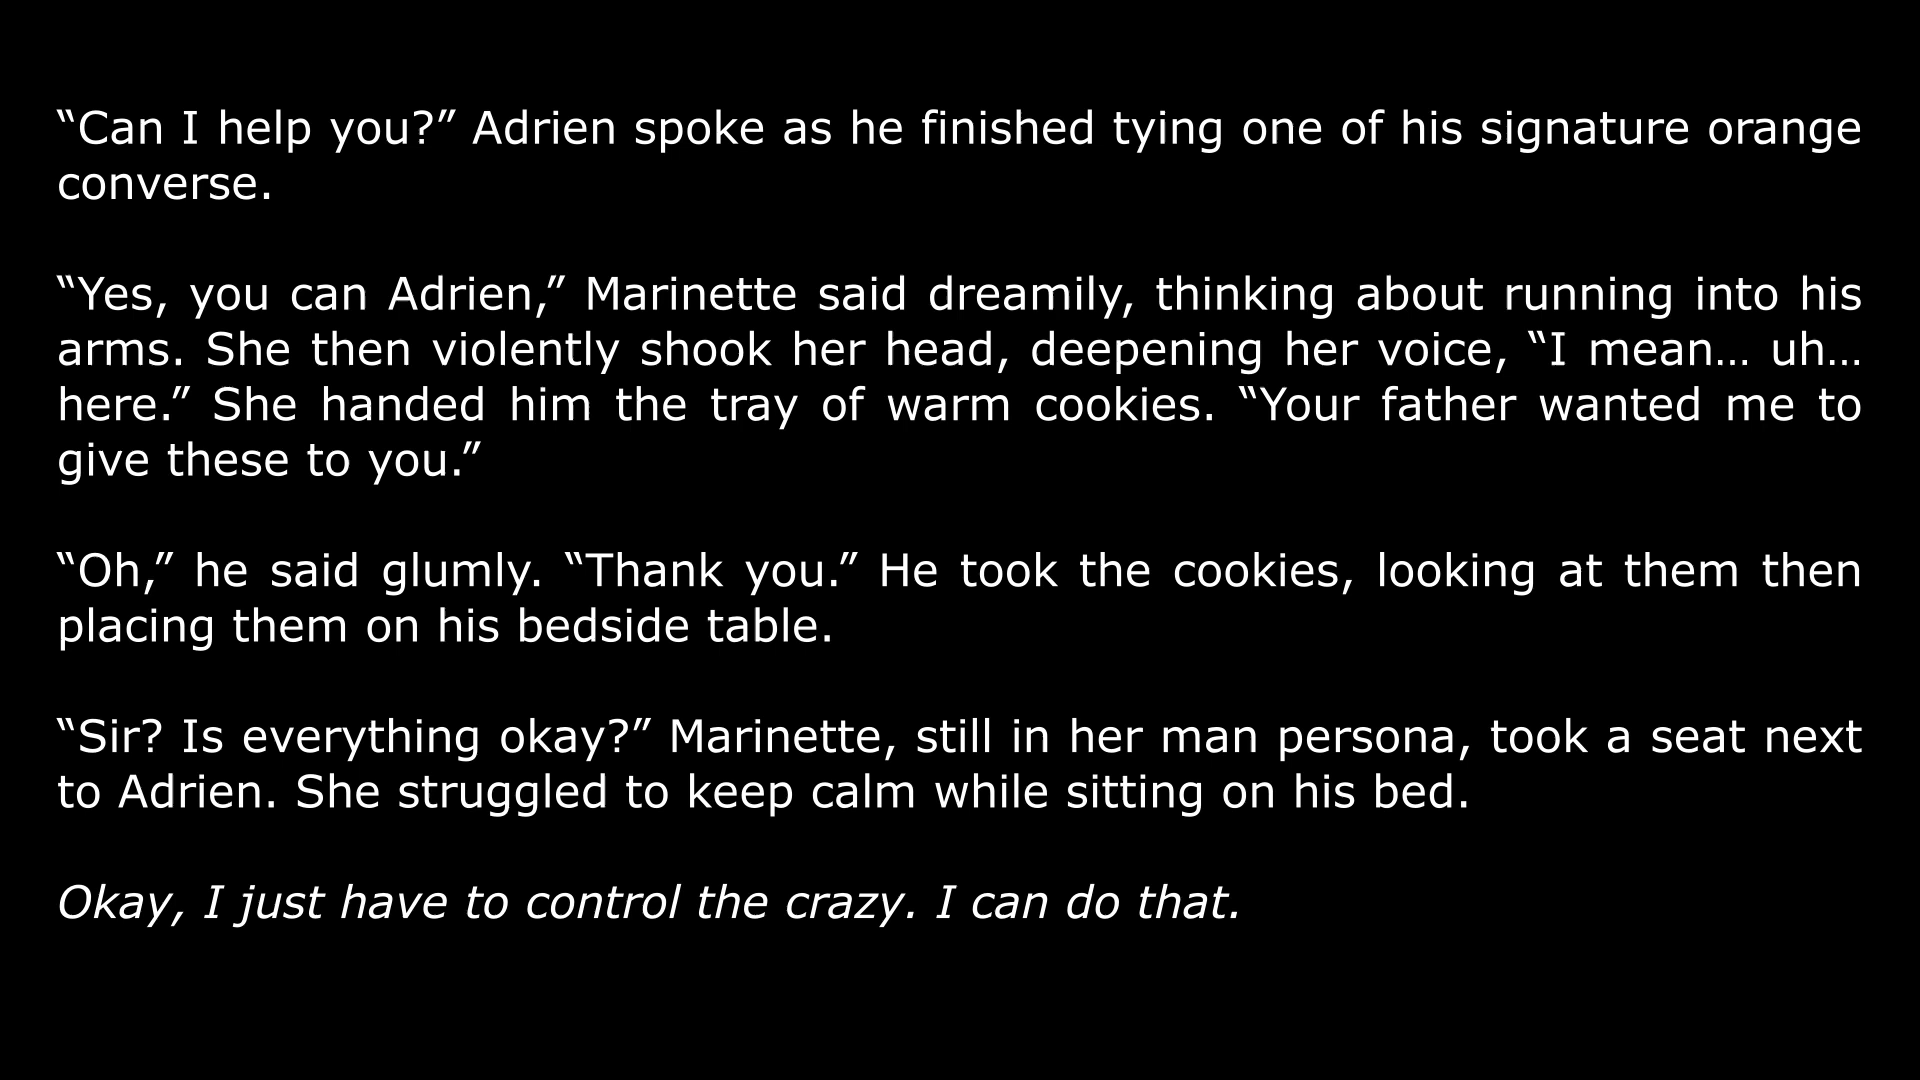 “Can I help you?” Adrien spoke as he finished tying one of his signature orange
converse.
“Yes, you can Adrien,” Marinette said dreamily, thinking about running into his
arms. She then violently shook her head, deepening her voice, “I mean… uh…
here.” She handed him the tray of warm cookies. “Your father wanted me to
give these to you.”
“Oh,” he said glumly. “Thank you.” He took the cookies, looking at them then
placing them on his bedside table.
“Sir? Is everything okay?” Marinette, still in her man persona, took a seat next
to Adrien. She struggled to keep calm while sitting on his bed.
Okay, I just have to control the crazy. I can do that.